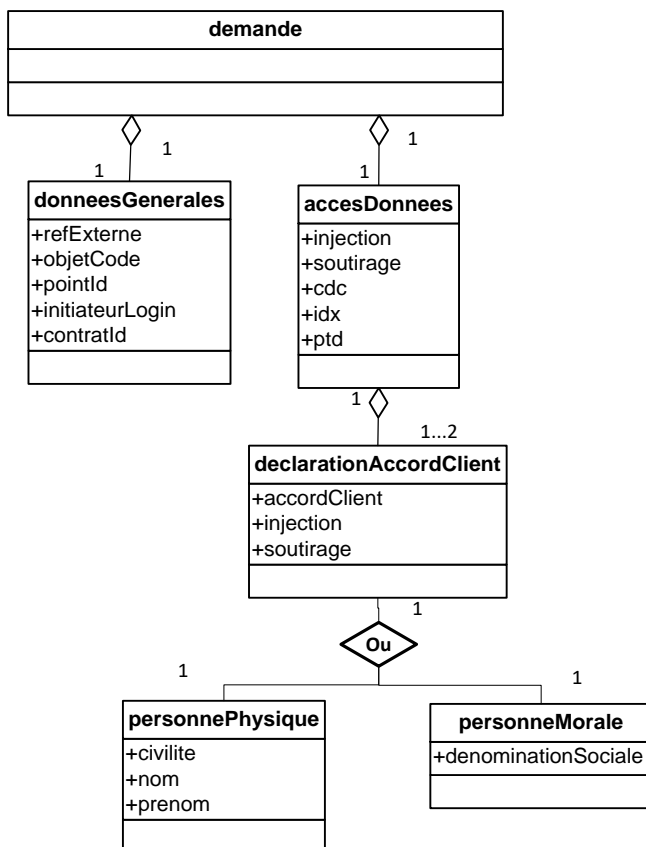 demande
1
1
1
1
donneesGenerales
+refExterne
+objetCode
+pointId
+initiateurLogin
+contratId
accesDonnees
+injection
+soutirage
+cdc
+idx
+ptd
1
1...2
declarationAccordClient
+accordClient
+injection
+soutirage
1
Ou
1
1
personnePhysique
+civilite
+nom
+prenom
personneMorale
+denominationSociale